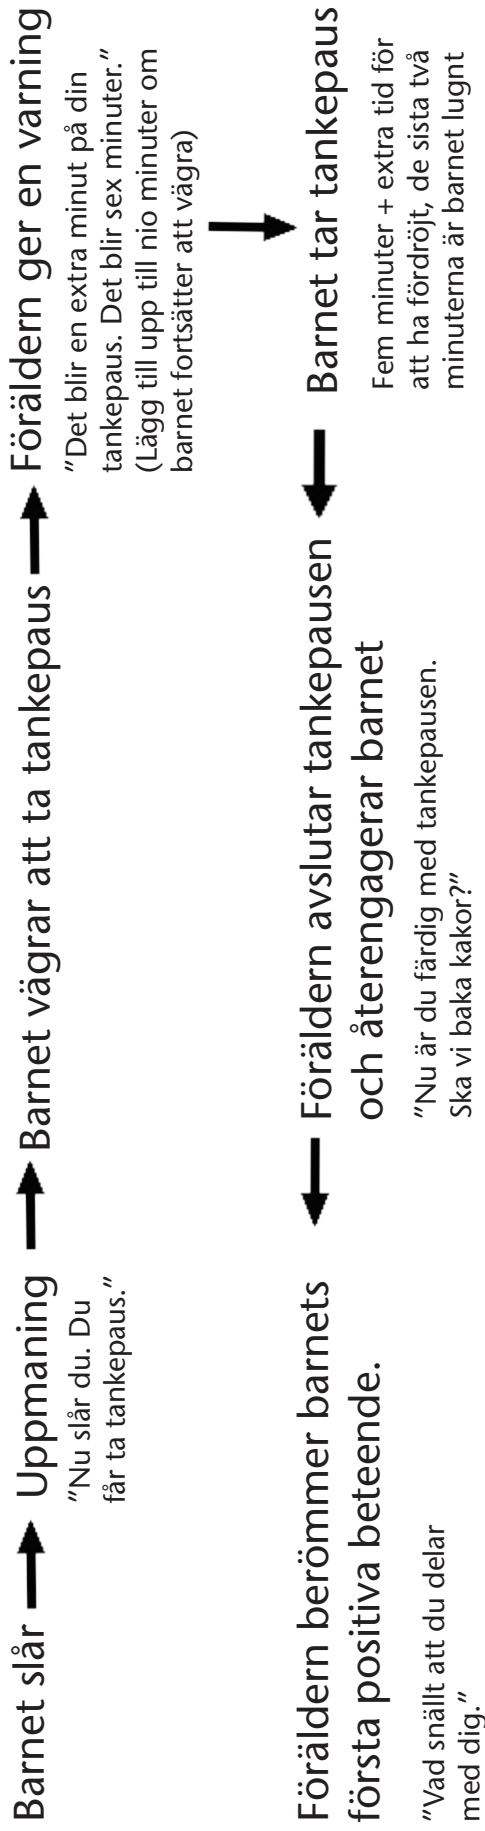 Barnet slår
Uppmaning
”Nu slår du. Du
får ta tankepaus.”
Barnet vägrar att ta tankepaus
Föräldern ger en varning
”Det blir en extra minut på din
tankepaus. Det blir sex minuter.”
(Lägg till upp till nio minuter om
barnet fortsätter att vägra)
Barnet tar tankepaus
Fem minuter + extra tid för
att ha fördröjt, de sista två
minuterna är barnet lugnt
Föräldern avslutar tankepausen
och återengagerar barnet
”Nu är du färdig med tankepausen.
Ska vi baka kakor?”
Föräldern berömmer barnets
första positiva beteende.
”Vad snällt att du delar
med dig.”